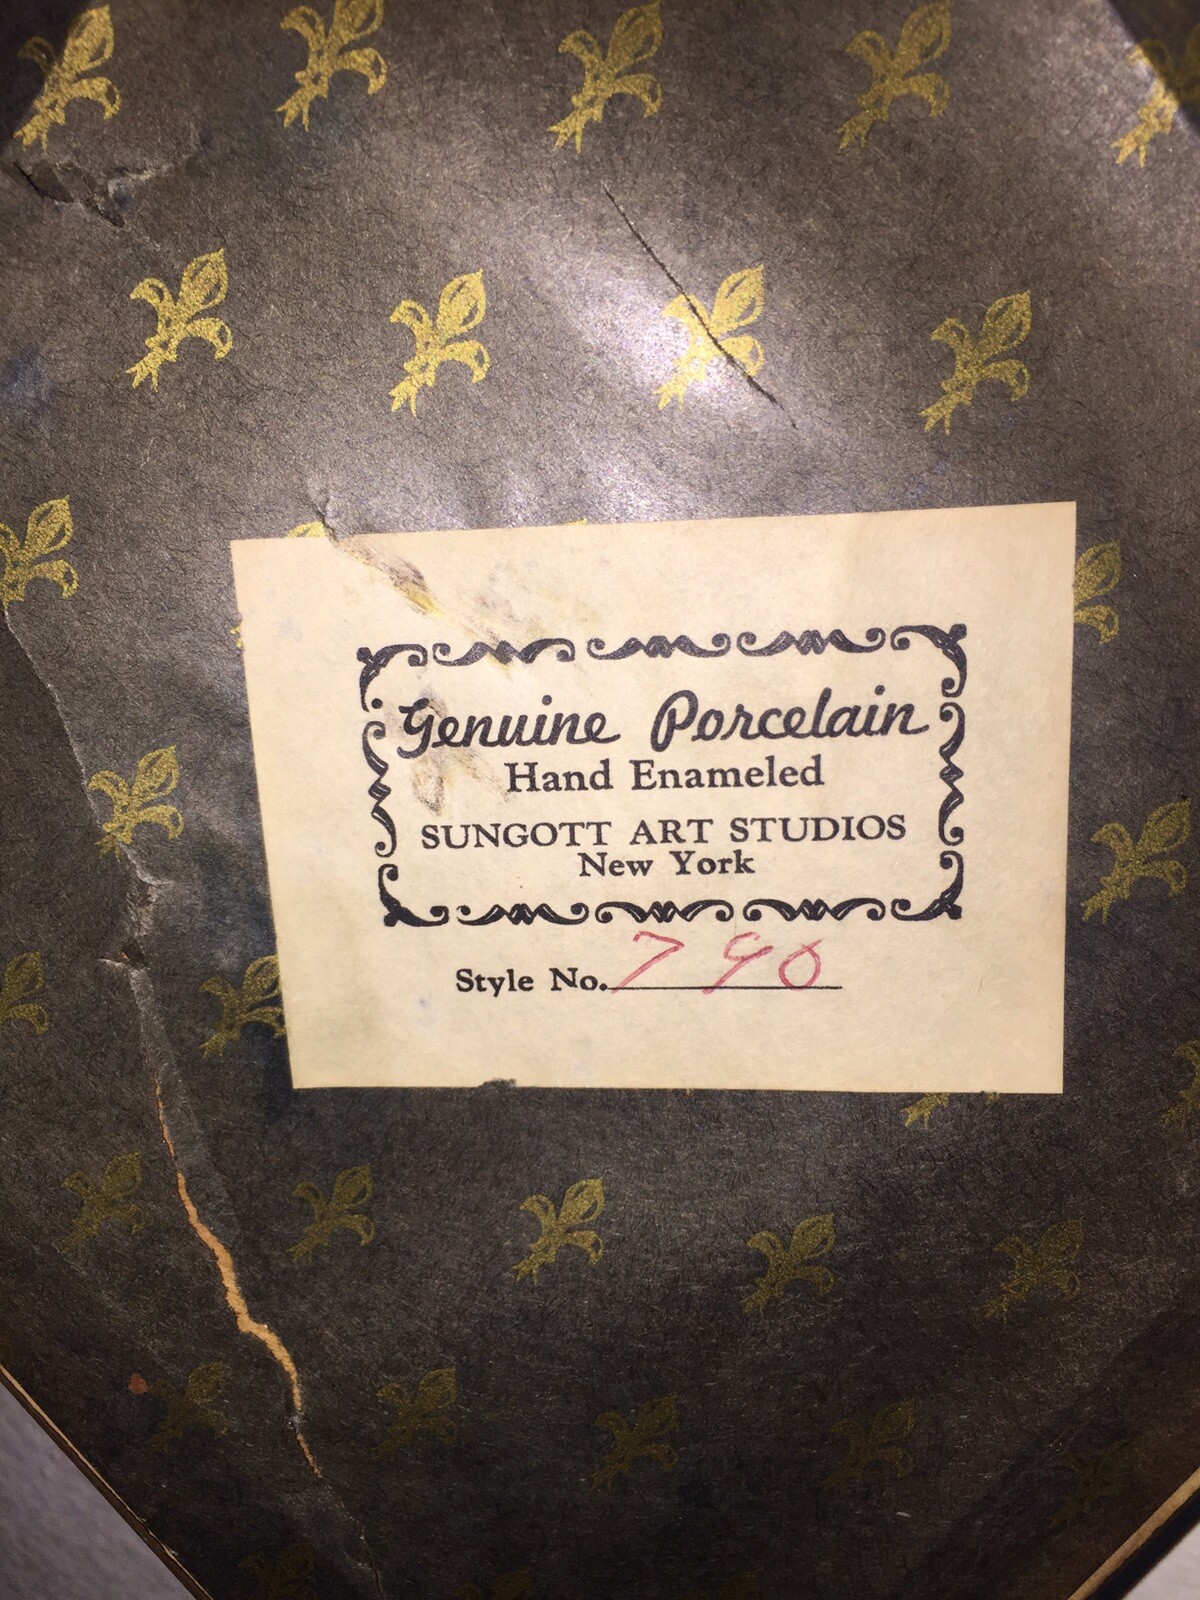 Genuine Porcelain
Hand Enameled
SUNGOTT ART STUDIOS
New York
Style No. 790